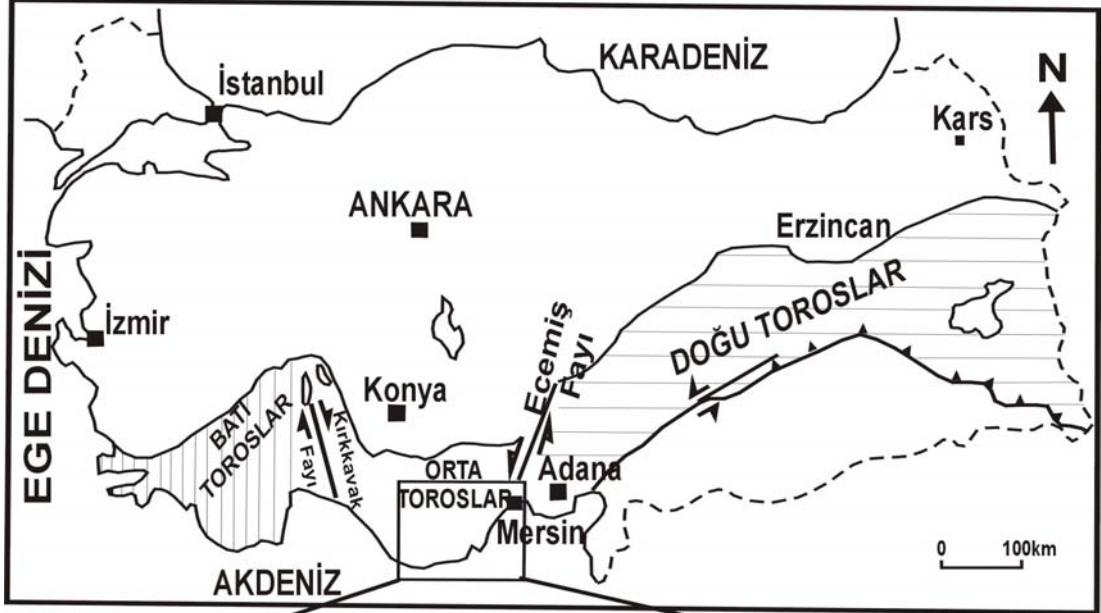 KARADENİZ
İstanbul
N
Kars
ANKARA
Erzincan
EGE DENİZİ
İzmir
Ecemiş
Fayı
DOĞU TOROSLAR
Konya
BATI
TOROSLAR
Kırkkavak
Fayı
ORTA
TOROSLAR
Adana
Mersin
AKDENİZ
0 100km